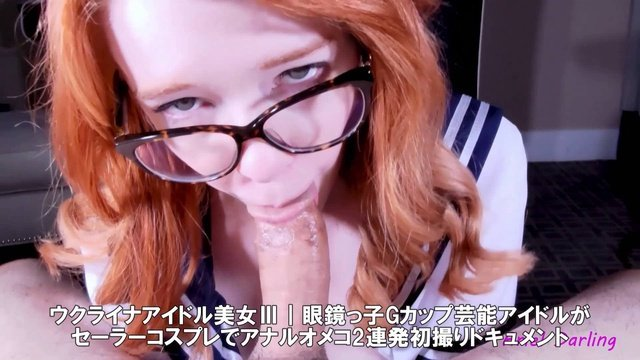 ウクライナアイドル美女Ⅲ｜眼鏡っ子Gカップ芸能アイドルが
セーラーコスプレでアナルオメコ2連発初撮りドキュメント
arling